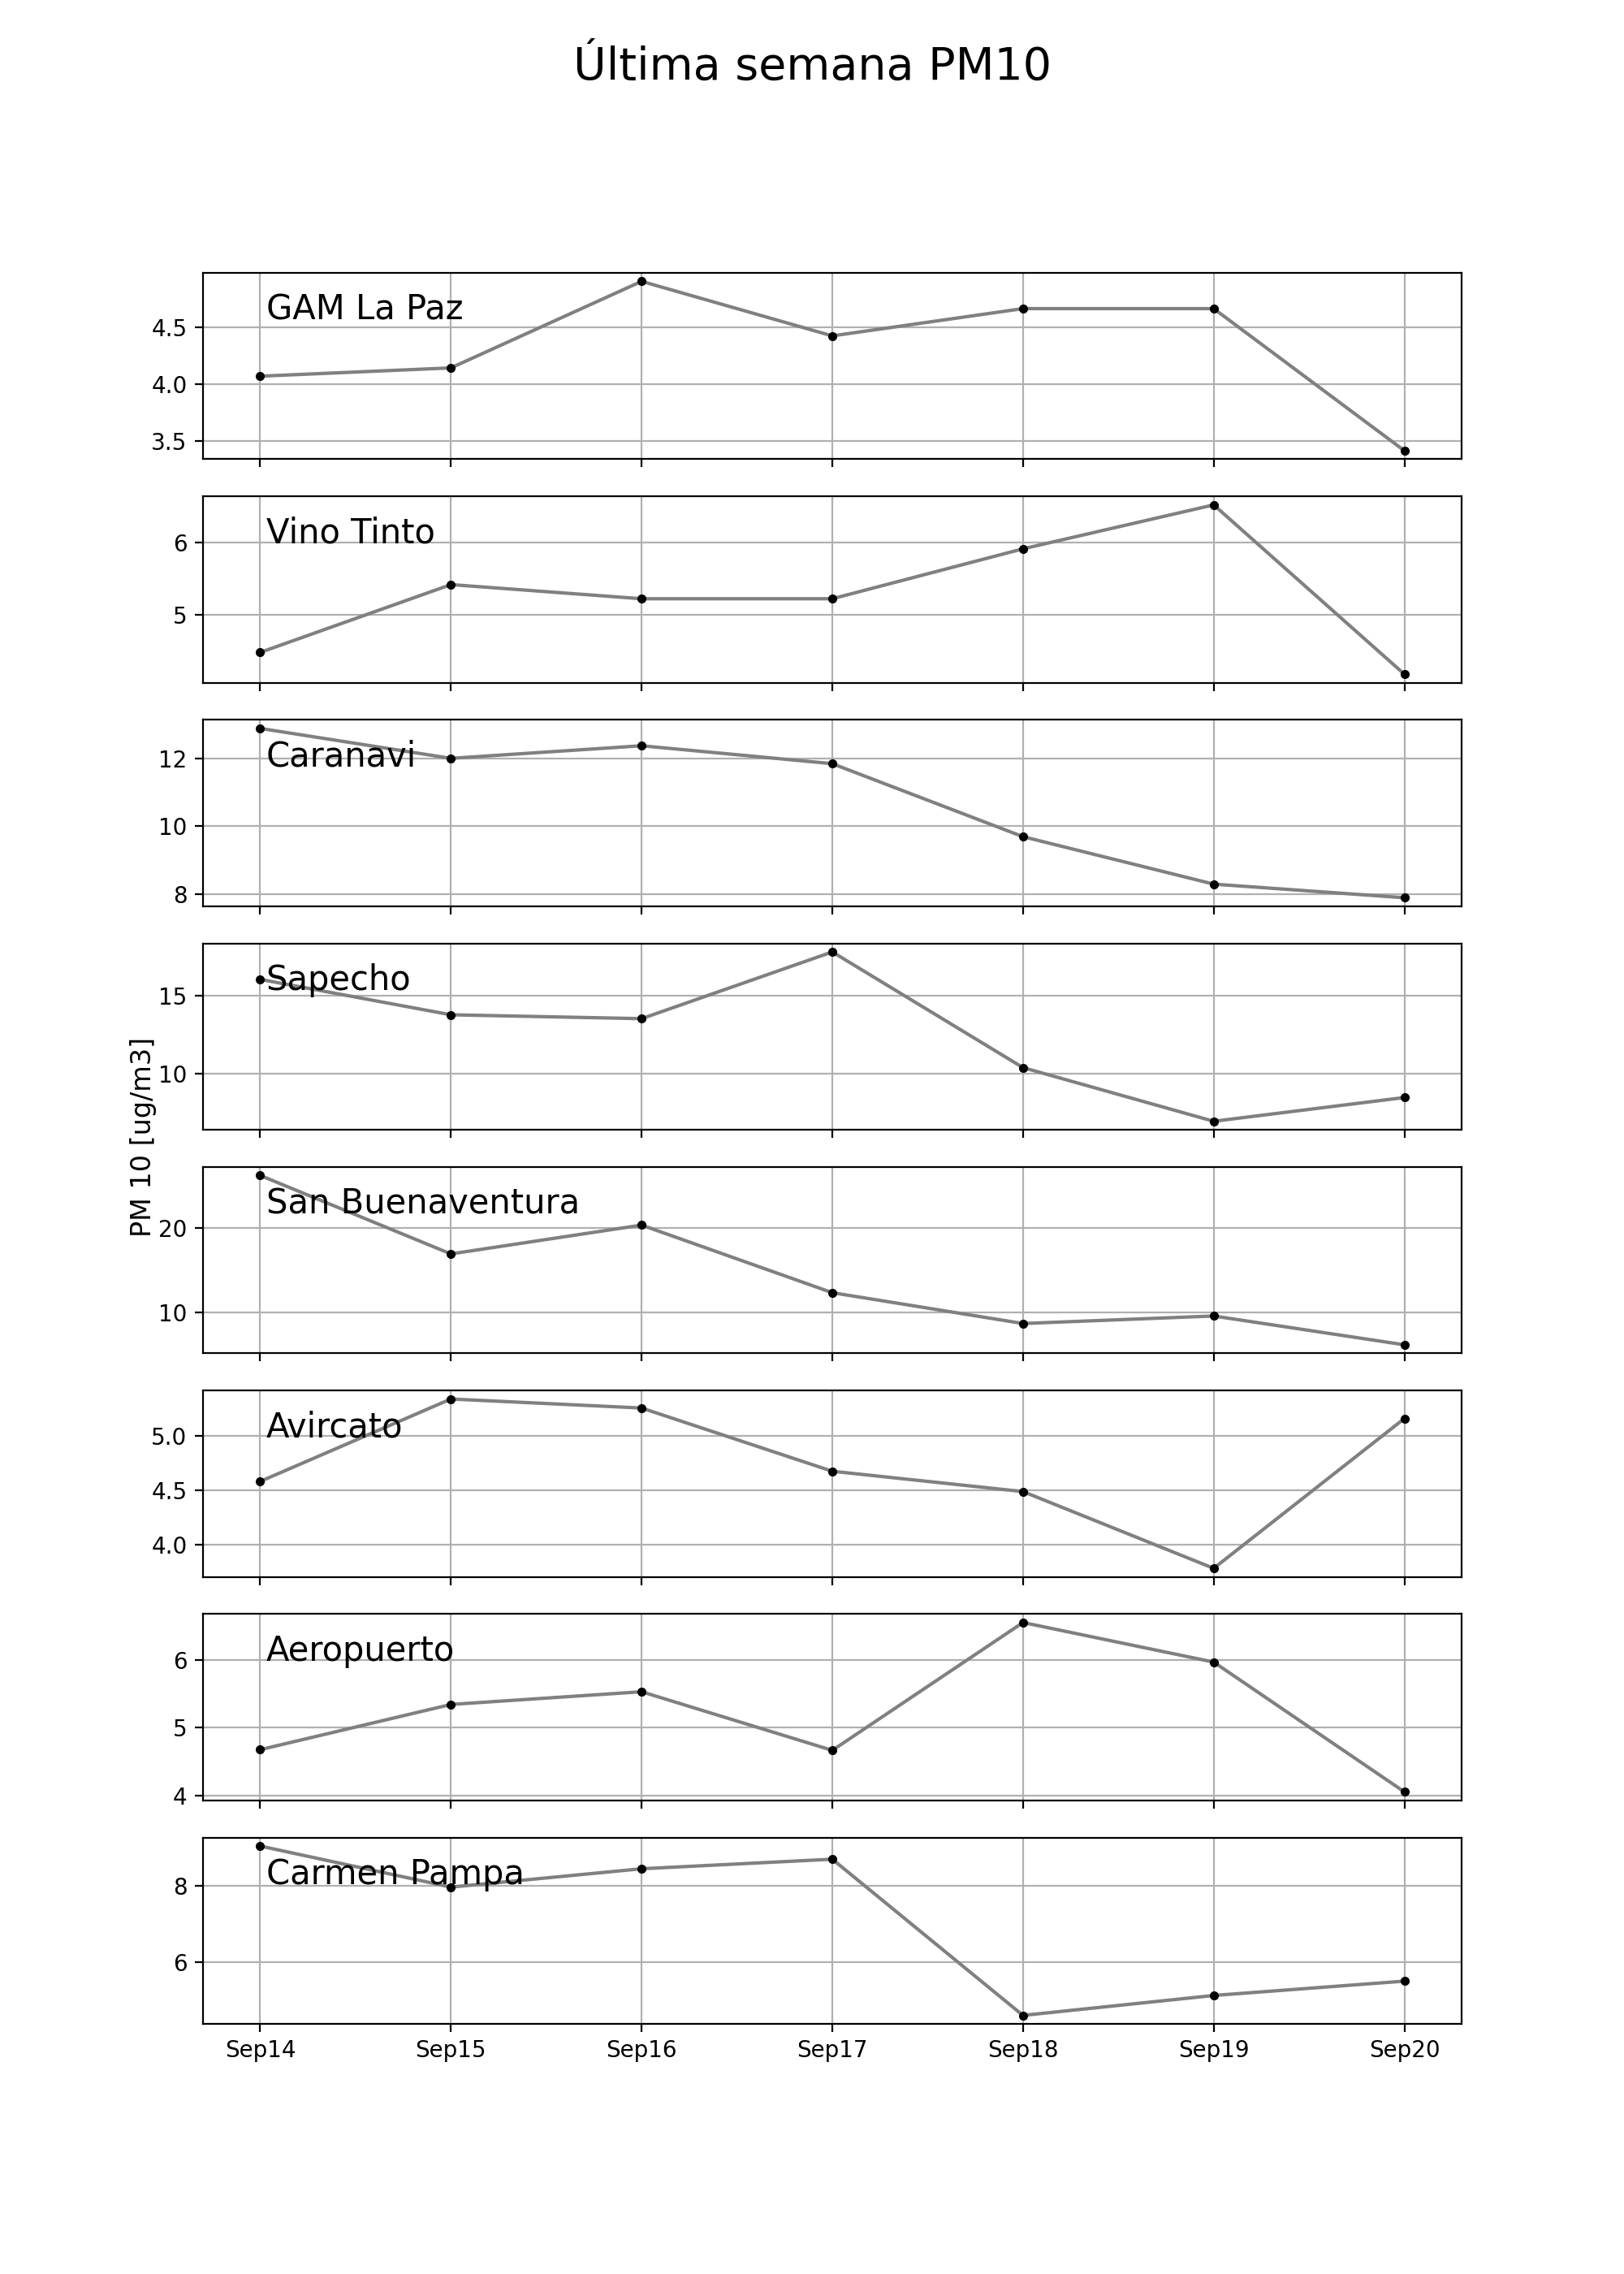 Última semana PM10
GAM La Paz
4.5
4.0
3.5
Vino Tinto
6
5
Caranavi
12
10
8
Sapecho
15
10
PM 10 [ug/m3]
San Buenaventura
20
10
Avircato
5.0
4.5
4.0
Aeropuerto
6
5
4
Carmen Pampa
8
6
Sep14 Sep15 Sep16 Sep17 Sep18 Sep19 Sep20